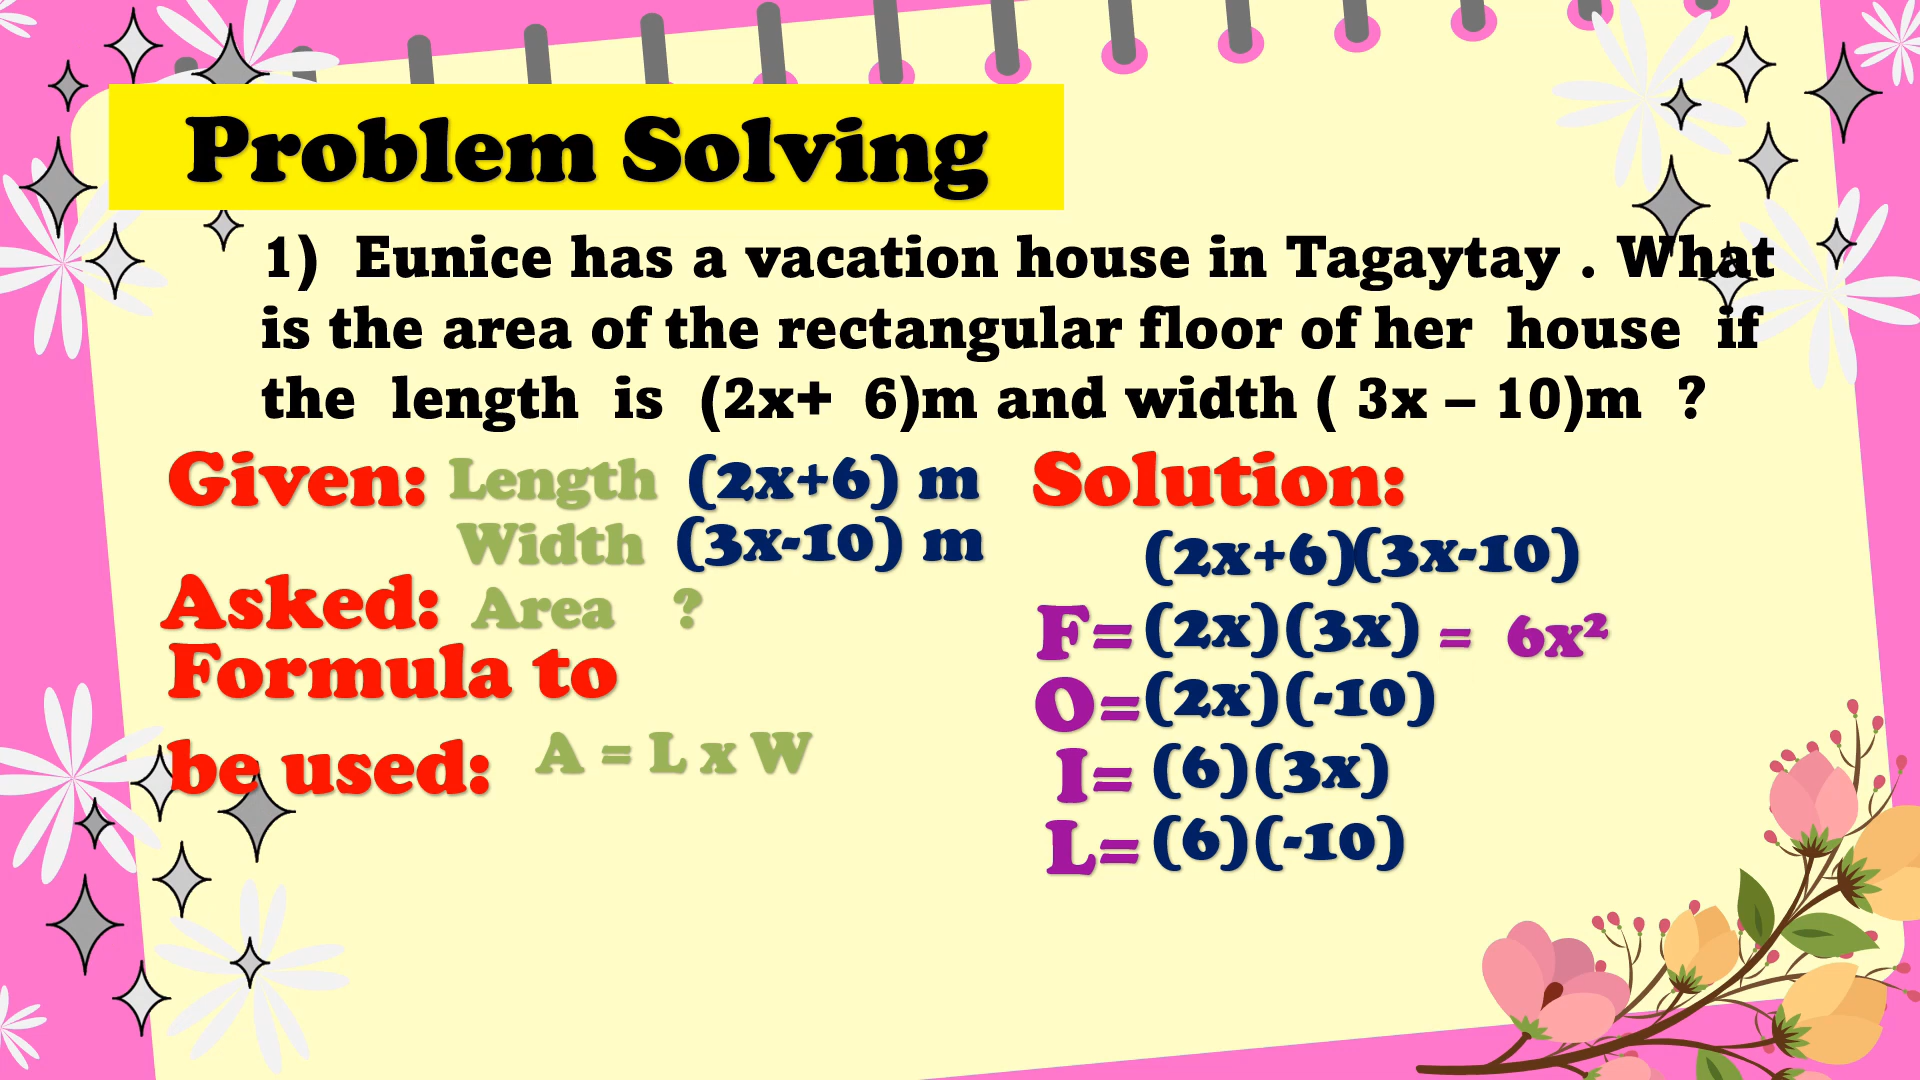 Problem Solving
1) Eunice has a vacation house in Tagaytay . What
is the area of the rectangular floor of her house if
the length is (2x+ 6)m and width ( 3x – 10)m ?
Given: Length (2x+6) m
Width (3x-10) m
Asked: Area ?
Formula to
be used: A = L x W
Solution:
(2x+6)(3x-10)
F= (2x)(3x) = 6x²
O=(2x)(-10)
I= (6)(3x)
L= (6)(-10)